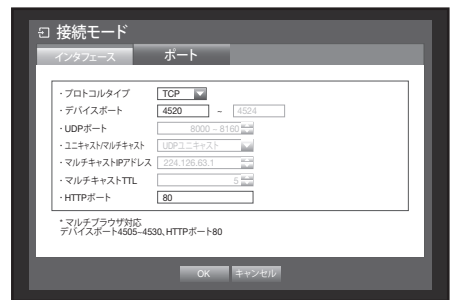 接続モード
インタフェース ポート
・プロトコルタイプ TCP
・デバイスポート 4520 ~ 4524
・UDPポート 8000 ~ 8160
・ユニキャスト/マルチキャスト UDPユニキャスト
・マルチキャストIPアドレス 224.126.63.1
・マルチキャストTTL 5
・HTTPポート 80
* マルチブラウザ対応
デバイスポート4505~4530、HTTPポート80
OK キャンセル